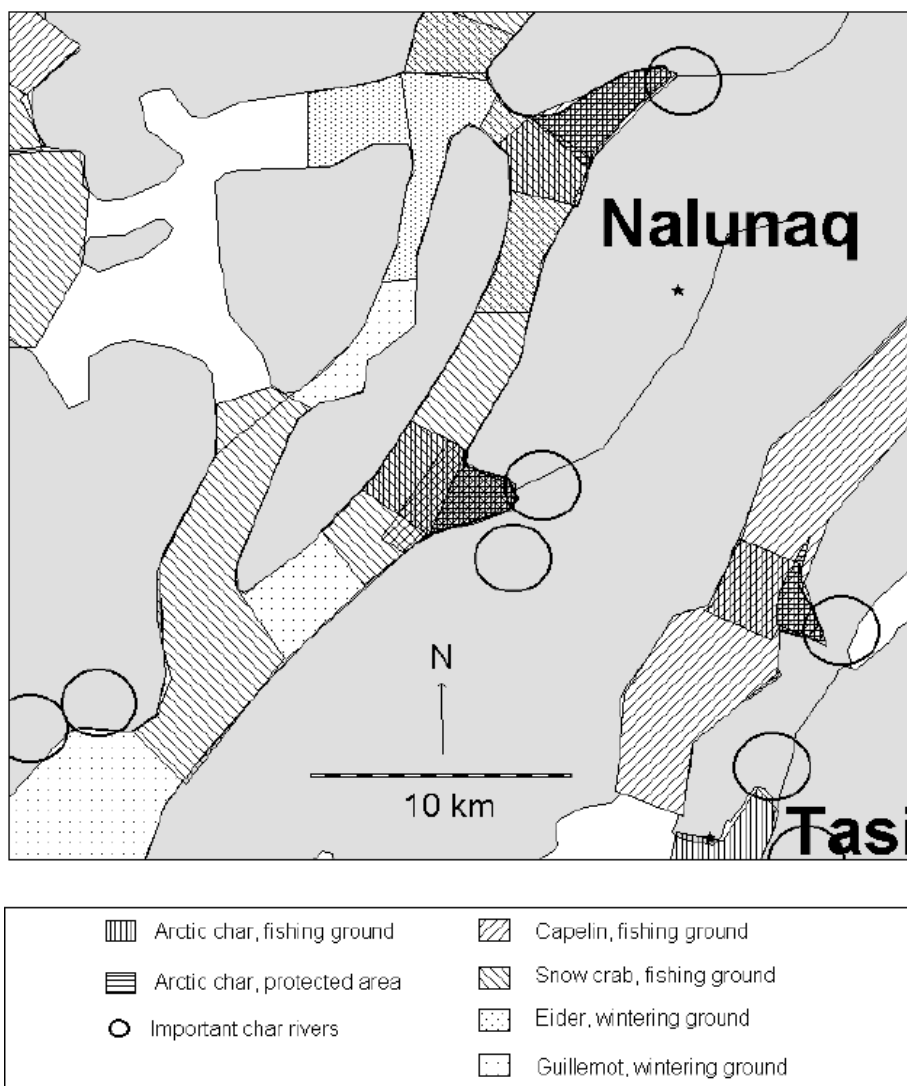 Nalunaq
N
10 km
Tasi
Arctic char, fishing ground
Arctic char, protected area
Important char rivers
Capelin, fishing ground
Snow crab, fishing ground
Eider, wintering ground
Guillemot, wintering ground